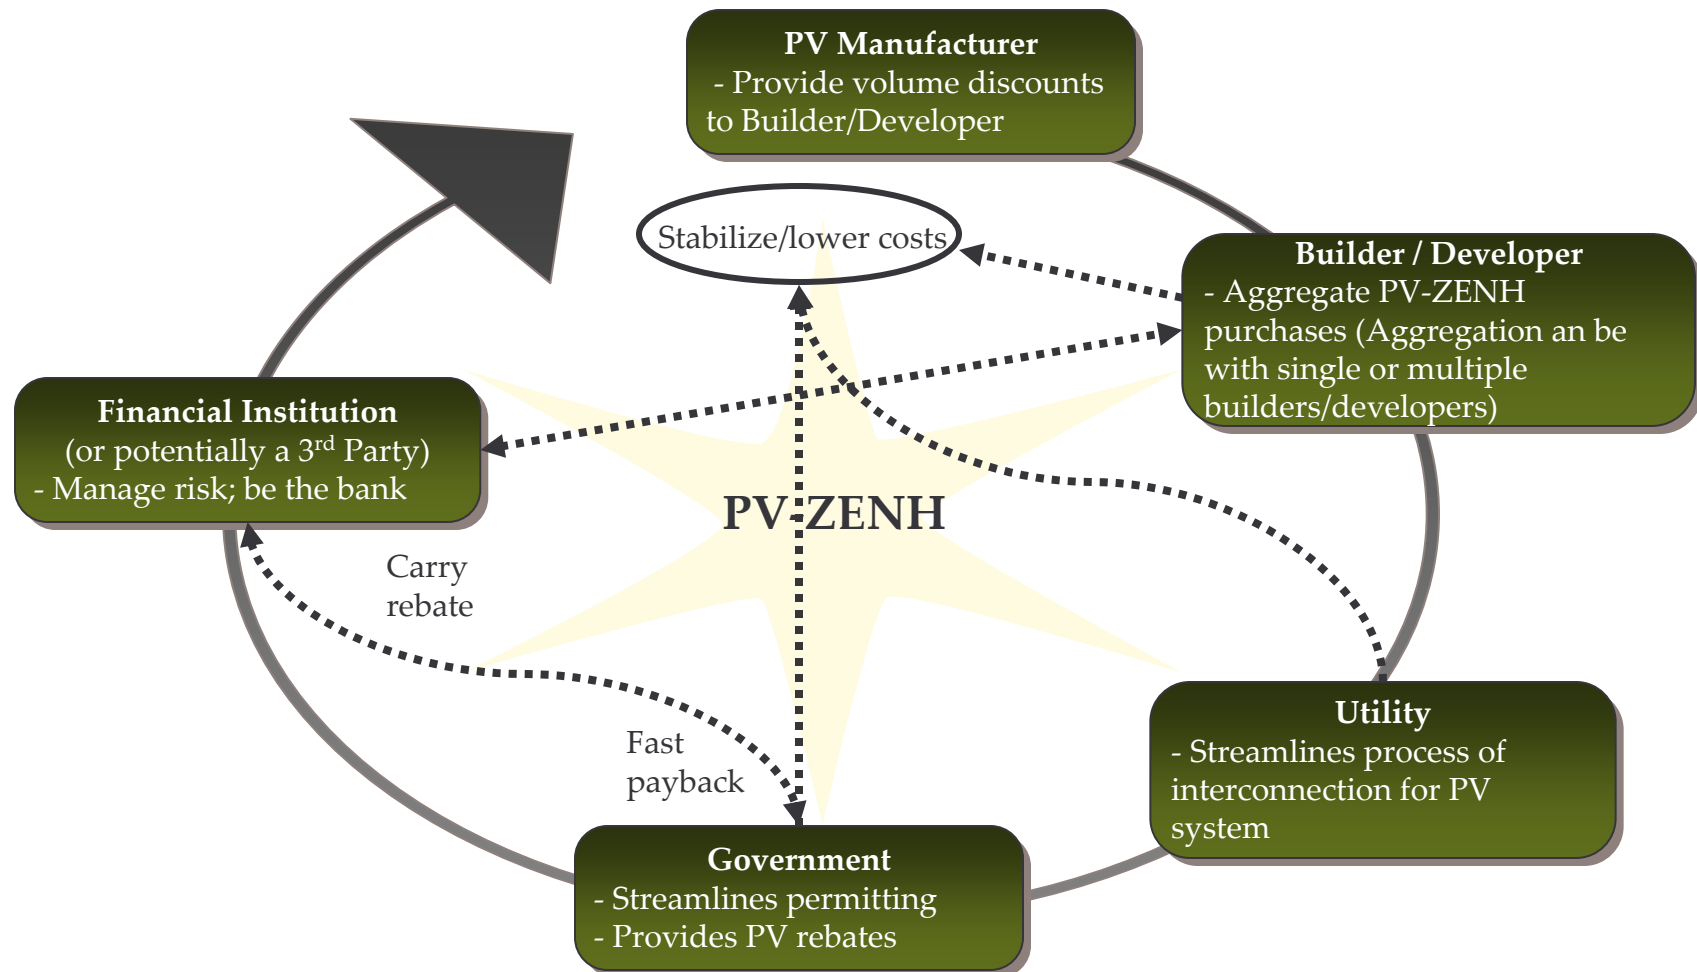 PV Manufacturer
- Provide volume discounts
to Builder/Developer
Stabilize/lower costs
Builder / Developer
- Aggregate PV-ZENH
purchases (Aggregation an be
with single or multiple
builders/developers)
Financial Institution
(or potentially a 3rd Party)
- Manage risk; be the bank
PV-ZENH
Carry
rebate
Fast
payback
Utility
- Streamlines process of
interconnection for PV
system
Government
- Streamlines permitting
- Provides PV rebates